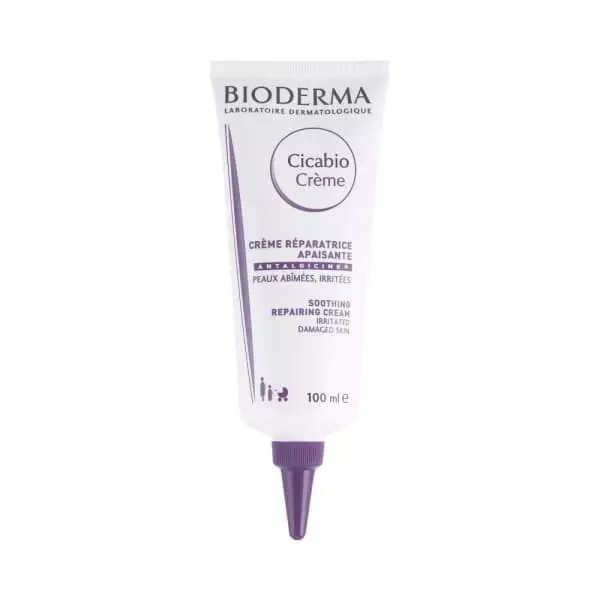 BIODERMA
LABORATOIRE DERMATOLOGIQUE
Cicabio
Crème
CRÈME RÉPARATRICE
APAISANTE
ANTALGICINE
PEAUX ABÎMÉES, IRRITÉES
SOOTHING
REPAIRING CREAM
IRRITATED
DAMAGED SKIN
100 ml e